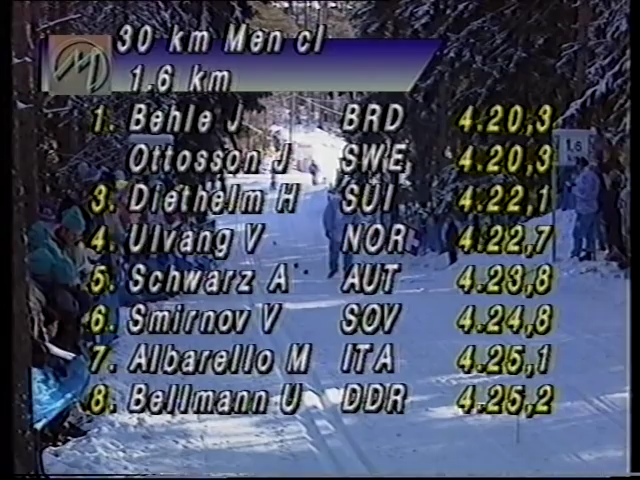 30 km Men cl
1.6 km
1. Behle J BRD 4.20,3
Ottosson J SWE 4.20,3
3. Diethelm H SUI 4.22,1
4. Ulvang V NOR 4.22,7
5. Schwarz A AUT 4.23,8
6. Smirnov V SOV 4.24,8
7. Albarello M ITA 4.25,1
8. Bellmann U DDR 4.25,2
1.6